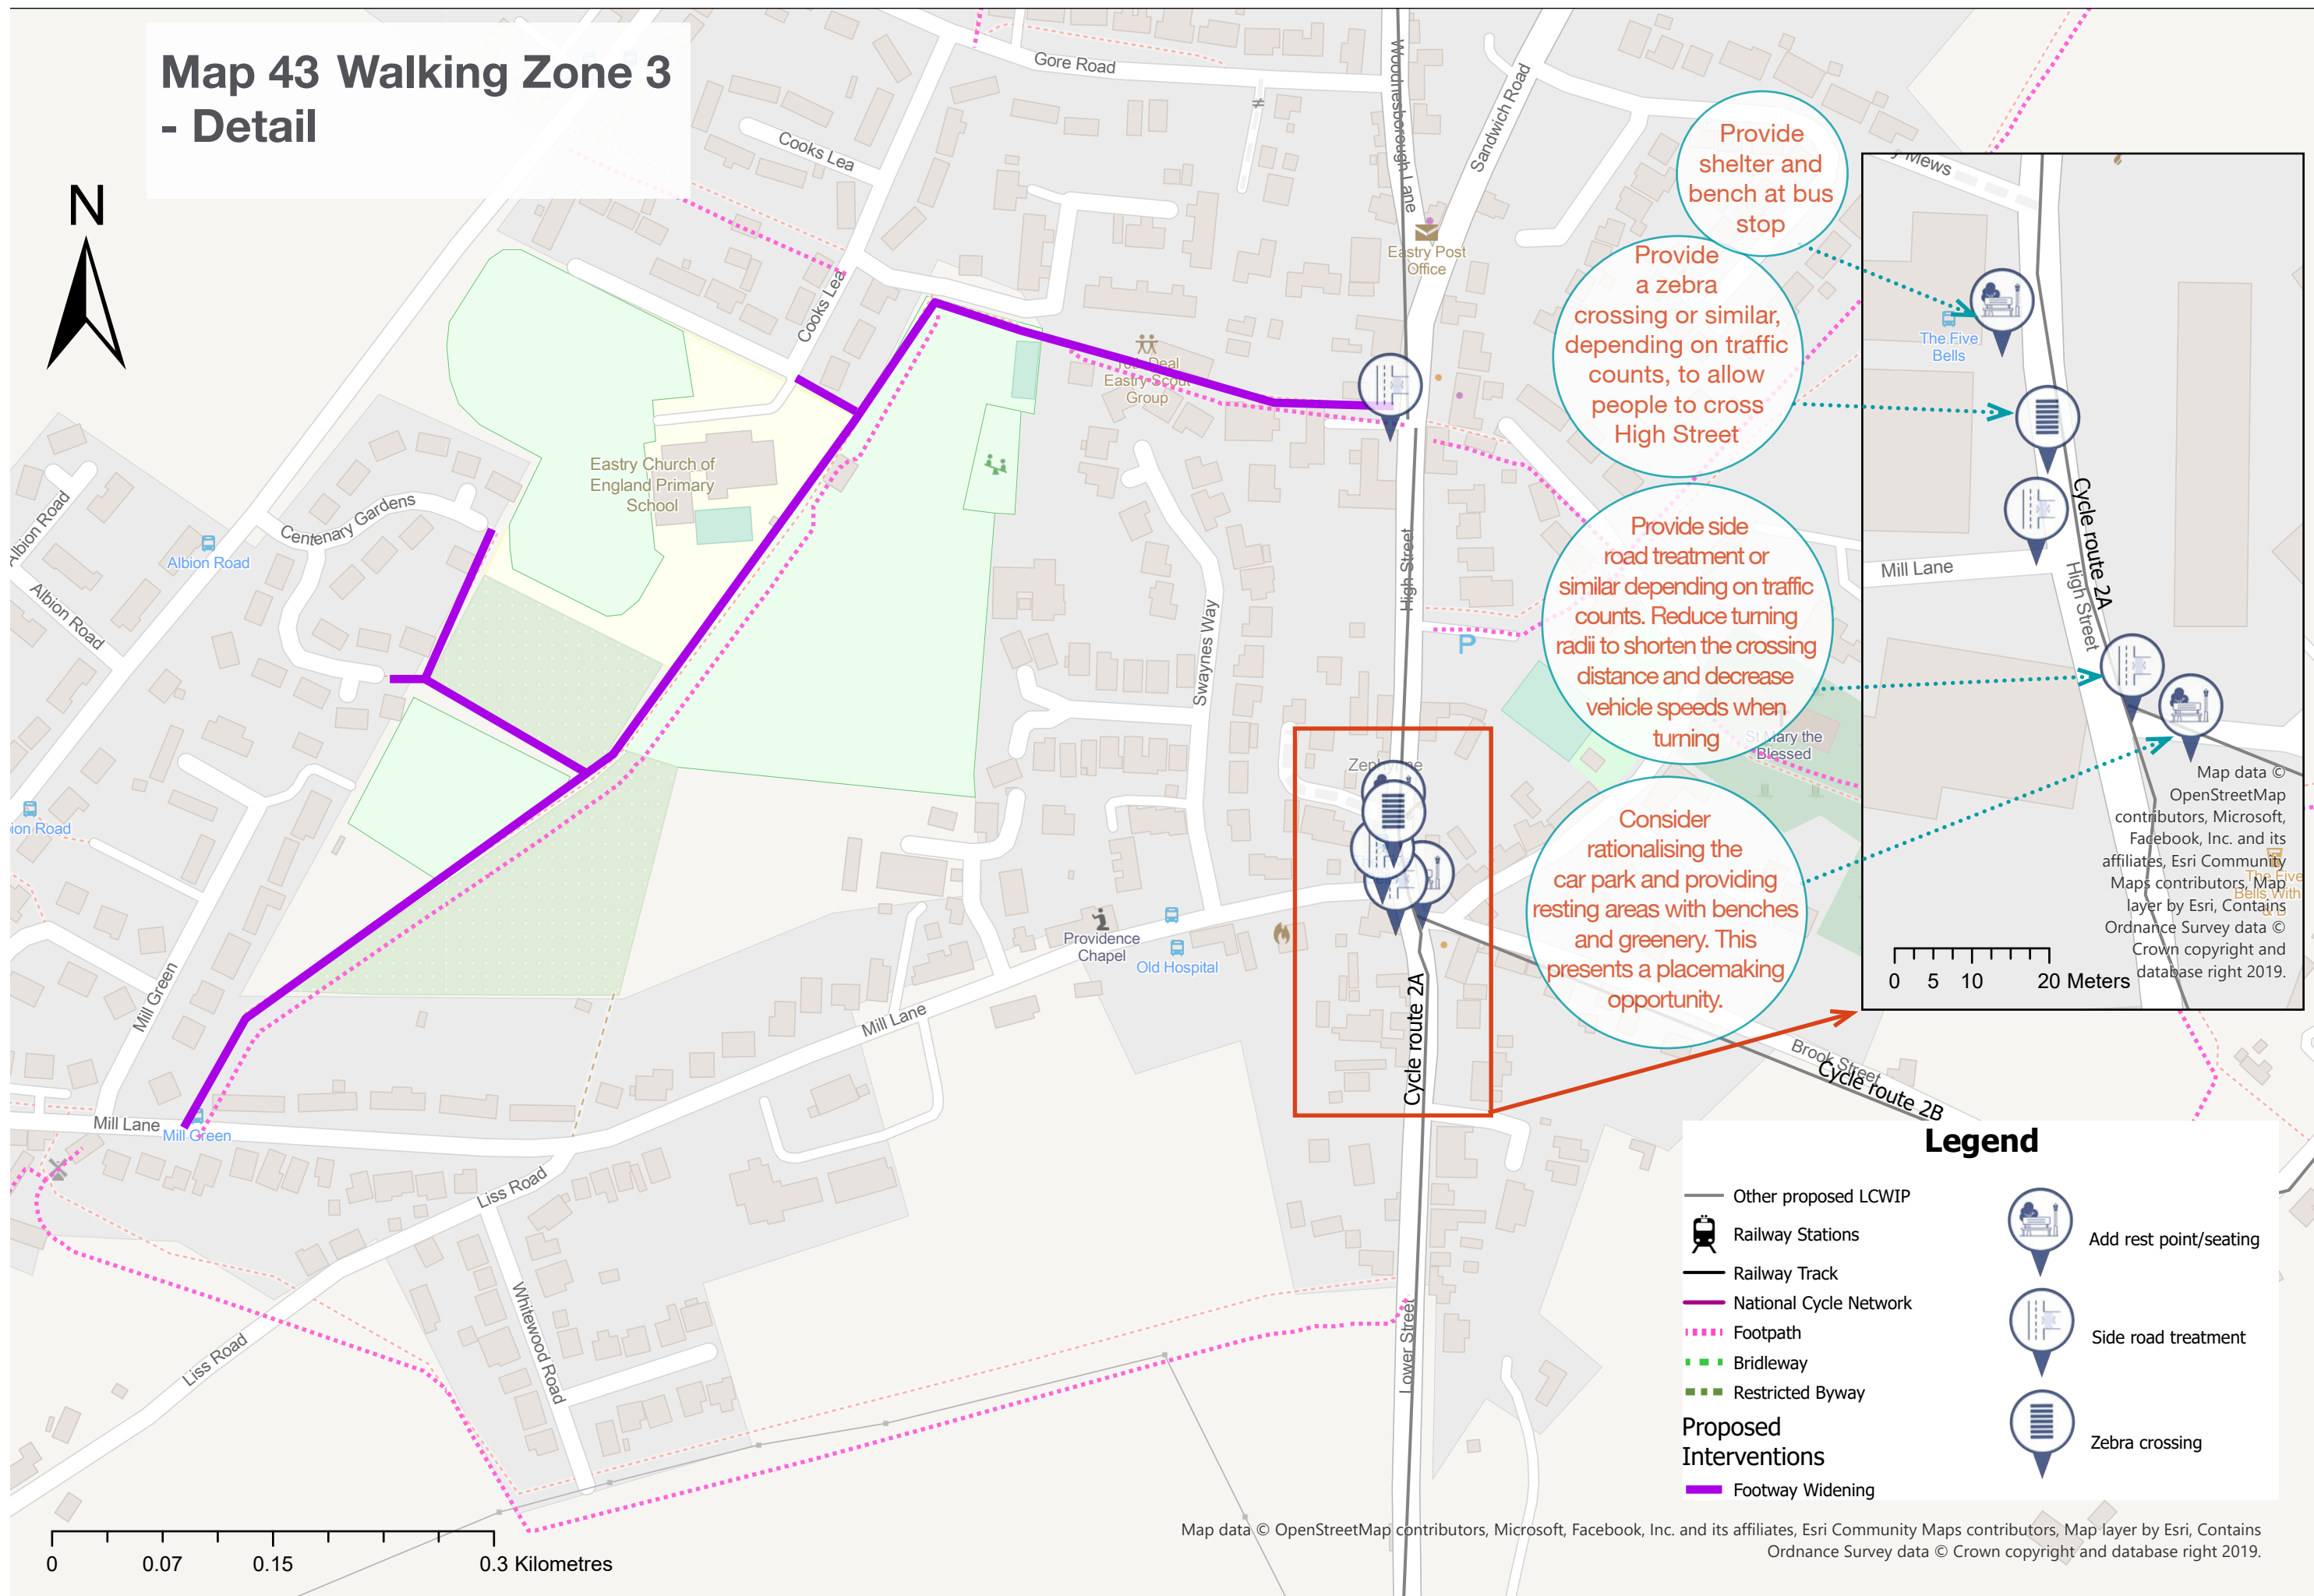 Map 43 Walking Zone 3
- Detail
N
Gore Road
Woodnesborough Lane
Sandwich Road
Cooks Lea
Cooks Lea
Eastry Post
Office
Eastry Scout
Group
Eastry Church of
England Primary
School
Centenary Gardens
Albion Road
Albion Road
Albion Road
ion Road
Mill Green
Mill Lane
Mill Green
Swaynes Way
High Street
P
Providence
Chapel
Old Hospital
Mill Lane
Liss Road
Liss Road
Whitewood Road
Lower Street
Cycle route 2A
Brook Street
Cycle route 2B
St Mary the
Blessed
Provide
shelter and
bench at bus
stop
Provide
a zebra
crossing or similar,
depending on traffic
counts, to allow
people to cross
High Street
Provide side
road treatment or
similar depending on traffic
counts. Reduce turning
radii to shorten the crossing
distance and decrease
vehicle speeds when
turning
Consider
rationalising the
car park and providing
resting areas with benches
and greenery. This
presents a placemaking
opportunity.
y Mews
The Five
Bells
Mill Lane
High Street
Cycle route 2A
The Five
Bells With
Map data ©
OpenStreetMap
contributors, Microsoft,
Facebook, Inc. and its
affiliates, Esri Community
Maps contributors, Map
layer by Esri, Contains
Ordnance Survey data ©
Crown copyright and
database right 2019.
0 5 10 20 Meters
Legend
Other proposed LCWIP
Railway Stations
Railway Track
National Cycle Network
Footpath
Bridleway
Restricted Byway
Proposed
Interventions
Footway Widening
Add rest point/seating
Side road treatment
Zebra crossing
0 0.07 0.15 0.3 Kilometres
Map data © OpenStreetMap contributors, Microsoft, Facebook, Inc. and its affiliates, Esri Community Maps contributors, Map layer by Esri, Contains
Ordnance Survey data © Crown copyright and database right 2019.